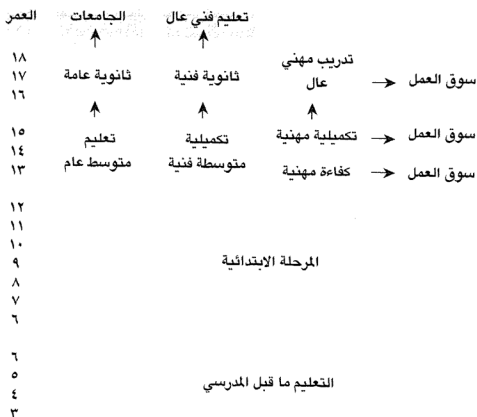 العمر الجامعات تعليم فني عال
١٨ تدريب مهني
١٧ ثانوية عامة ثانوية فنية عال سوق العمل
١٦
١٥ تعليم تكميلية تكميلية مهنية سوق العمل
١٤
١٣ متوسط عام متوسطة فنية كفاءة مهنية سوق العمل
١٢
١١
١٠
٩ المرحلة الابتدائية
٨
٧
٦
٦
٥
٤ التعليم ما قبل المدرسي
٣